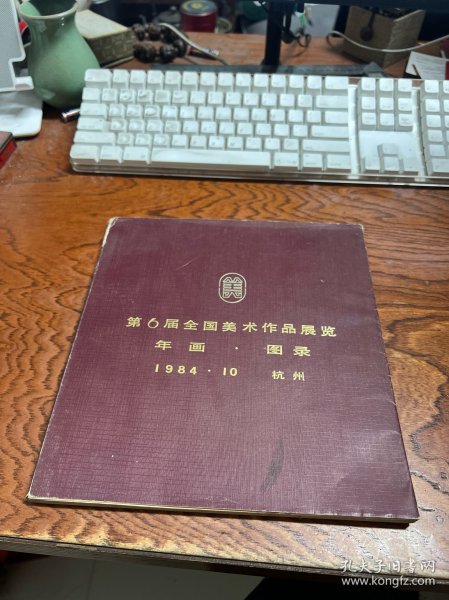 美
第6届全国美术作品展览
年画·图录
1984·10 杭州
孔夫子旧书网
www.kongfz.com